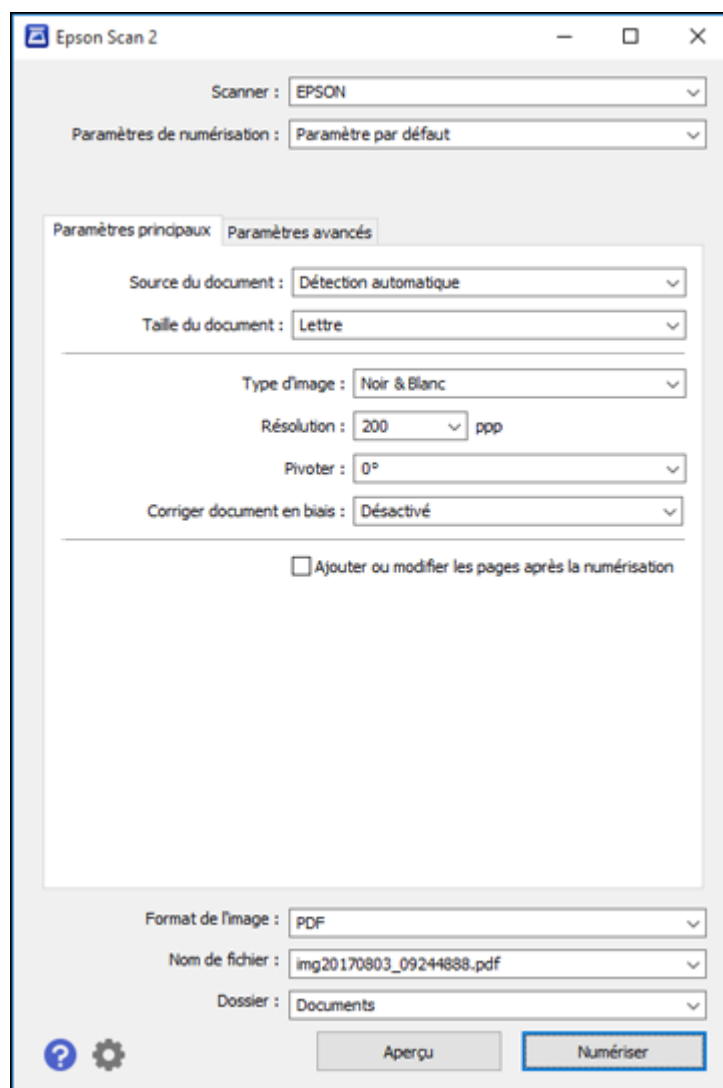 Epson Scan 2
Scanner : EPSON
Paramètres de numérisation : Paramètre par défaut
Paramètres principaux Paramètres avancés
Source du document : Détection automatique
Taille du document : Lettre
Type d'image : Noir & Blanc
Résolution : 200 ppp
Pivoter : 0°
Corriger document en biais : Désactivé
Ajouter ou modifier les pages après la numérisation
Format de l'image : PDF
Nom de fichier : img20170803_09244888.pdf
Dossier : Documents
? Aperçu Numériser